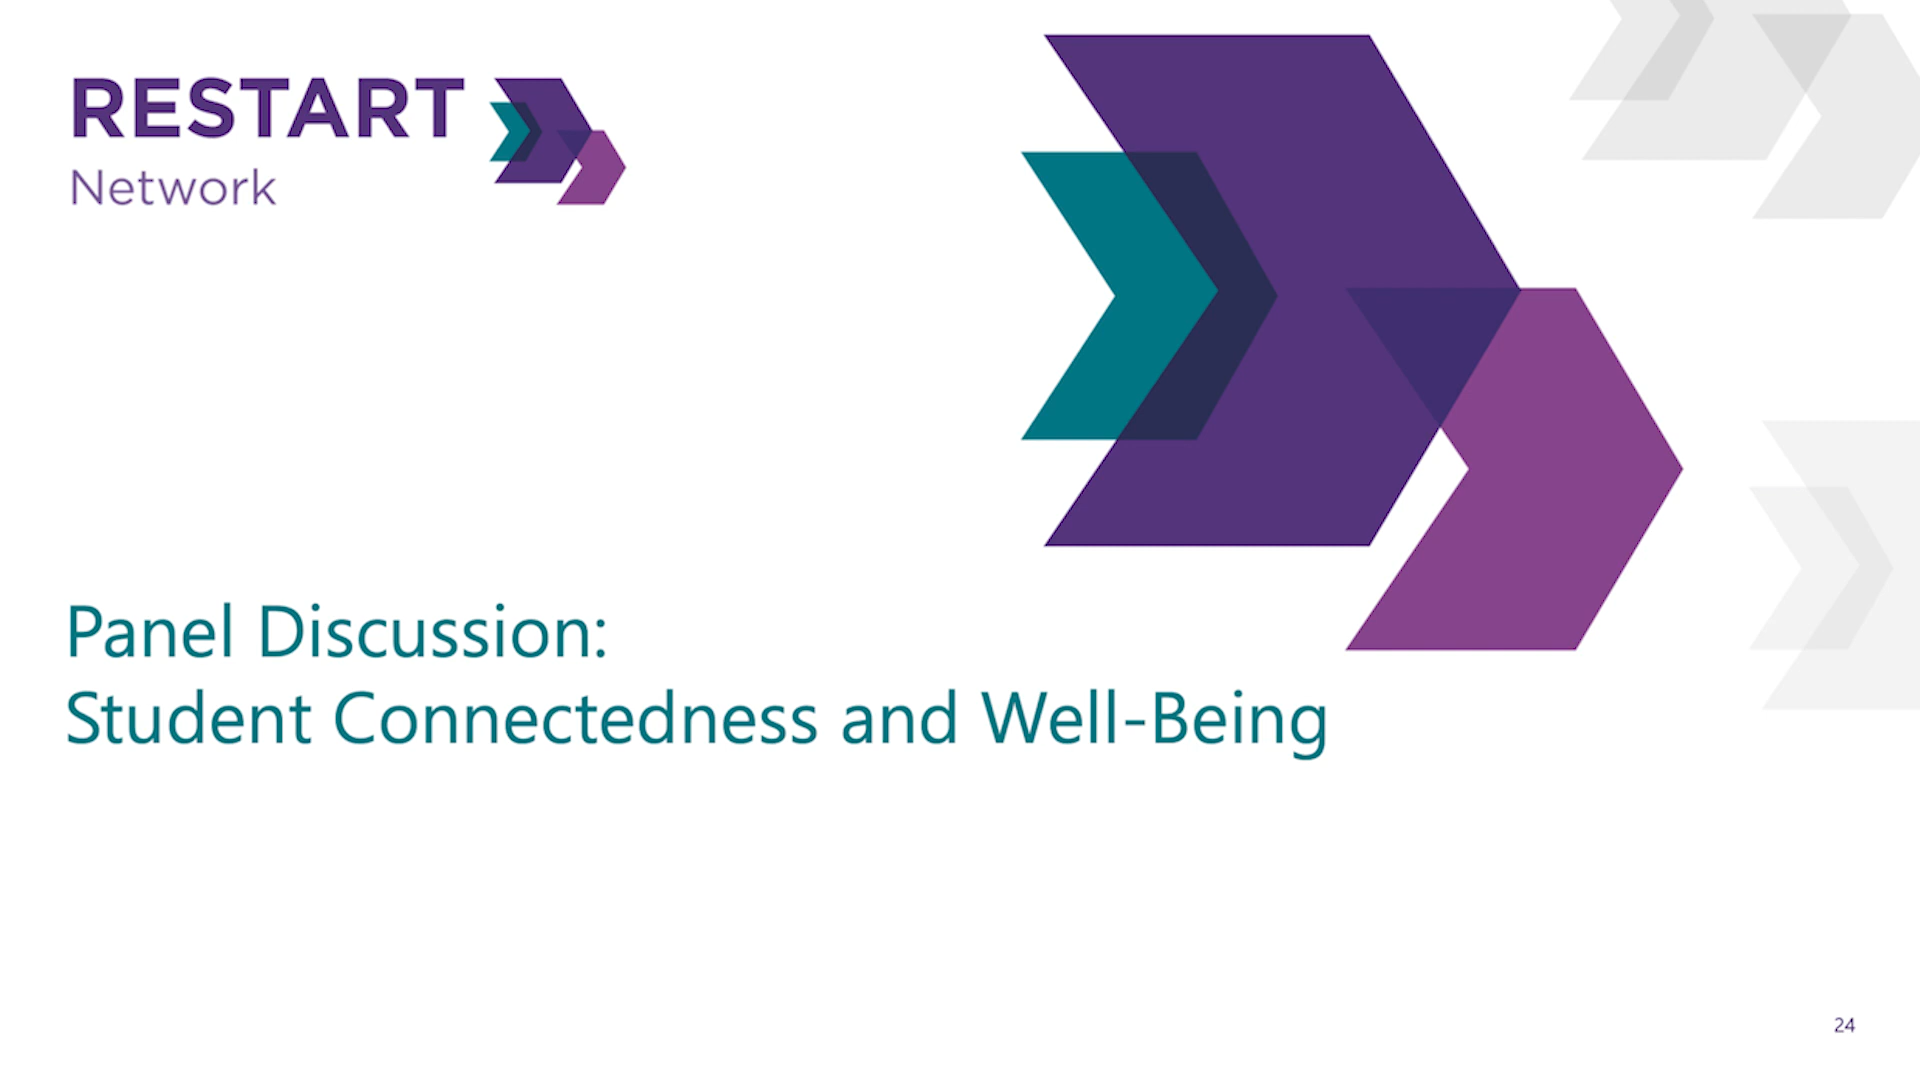 RESTART
Network
Panel Discussion:
Student Connectedness and Well-Being
24